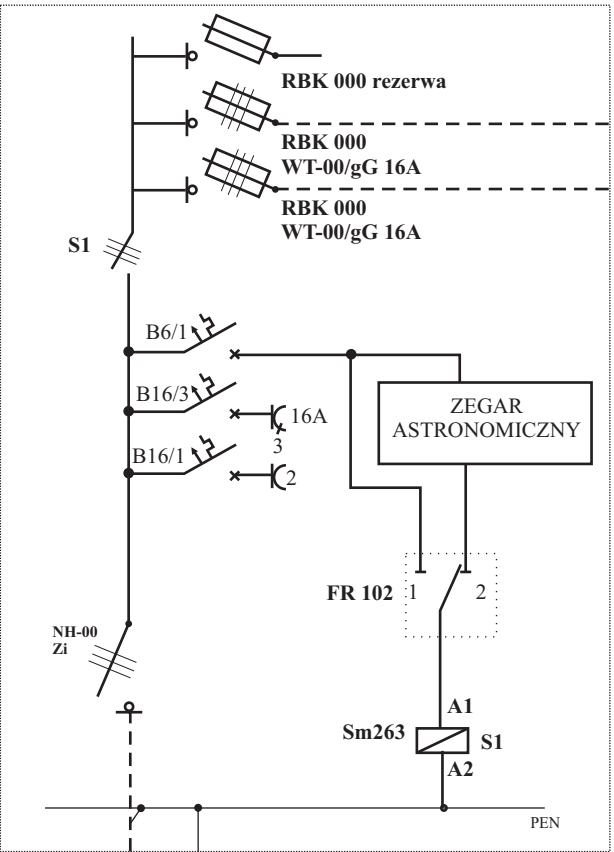 RBK 000 rezerwa
RBK 000
WT-00/gG 16A
RBK 000
WT-00/gG 16A
S1
B6/1
B16/3
16A
3
B16/1
2
ZEGAR
ASTRONOMICZNY
FR 102
1
2
NH-00
Zi
A1
Sm263
S1
A2
PEN